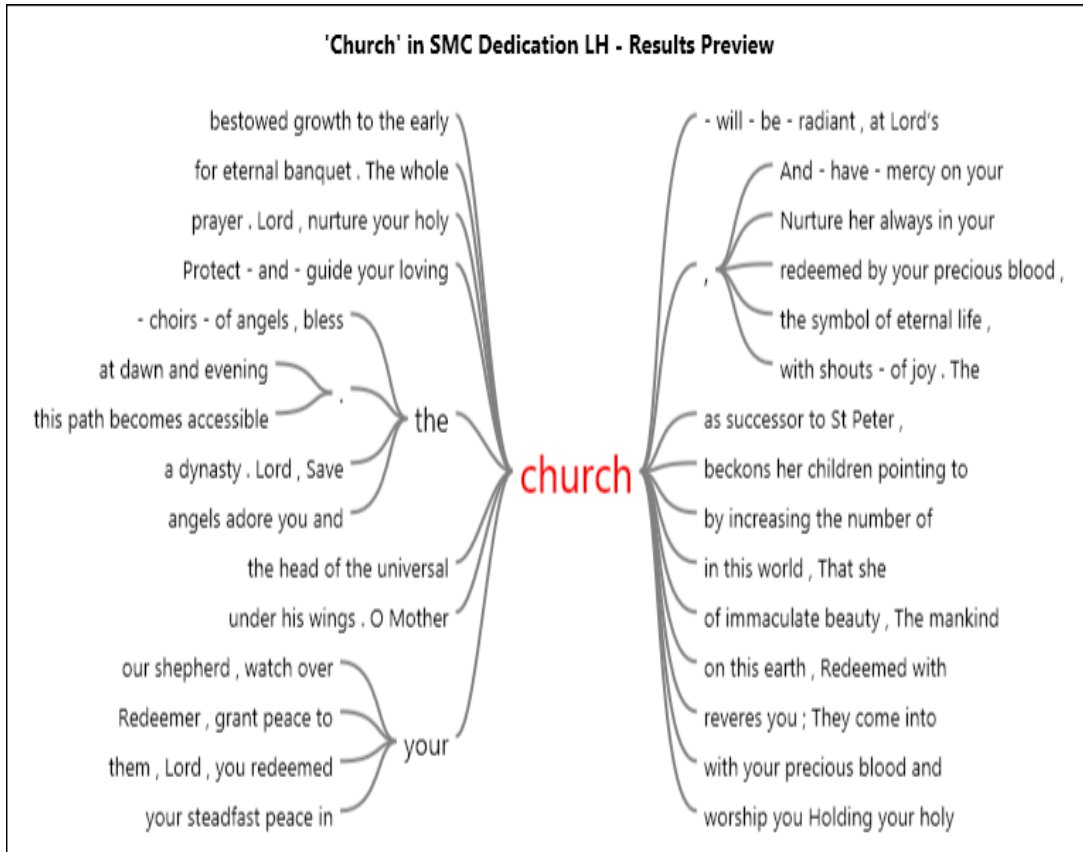 'Church' in SMC Dedication LH - Results Preview
bestowed growth to the early
for eternal banquet . The whole
prayer . Lord , nurture your holy
Protect - and - guide your loving
- choirs - of angels , bless
at dawn and evening
.
this path becomes accessible
the
a dynasty . Lord , Save
angels adore you and
the head of the universal
under his wings . O Mother
our shepherd , watch over
Redeemer , grant peace to
your
them , Lord , you redeemed
your steadfast peace in
church
- will - be - radiant , at Lord's
And - have - mercy on your
Nurture her always in your
,
redeemed by your precious blood ,
the symbol of eternal life ,
with shouts - of joy . The
as successor to St Peter ,
beckons her children pointing to
by increasing the number of
in this world , That she
of immaculate beauty , The mankind
on this earth , Redeemed with
reveres you ; They come into
with your precious blood and
worship you Holding your holy